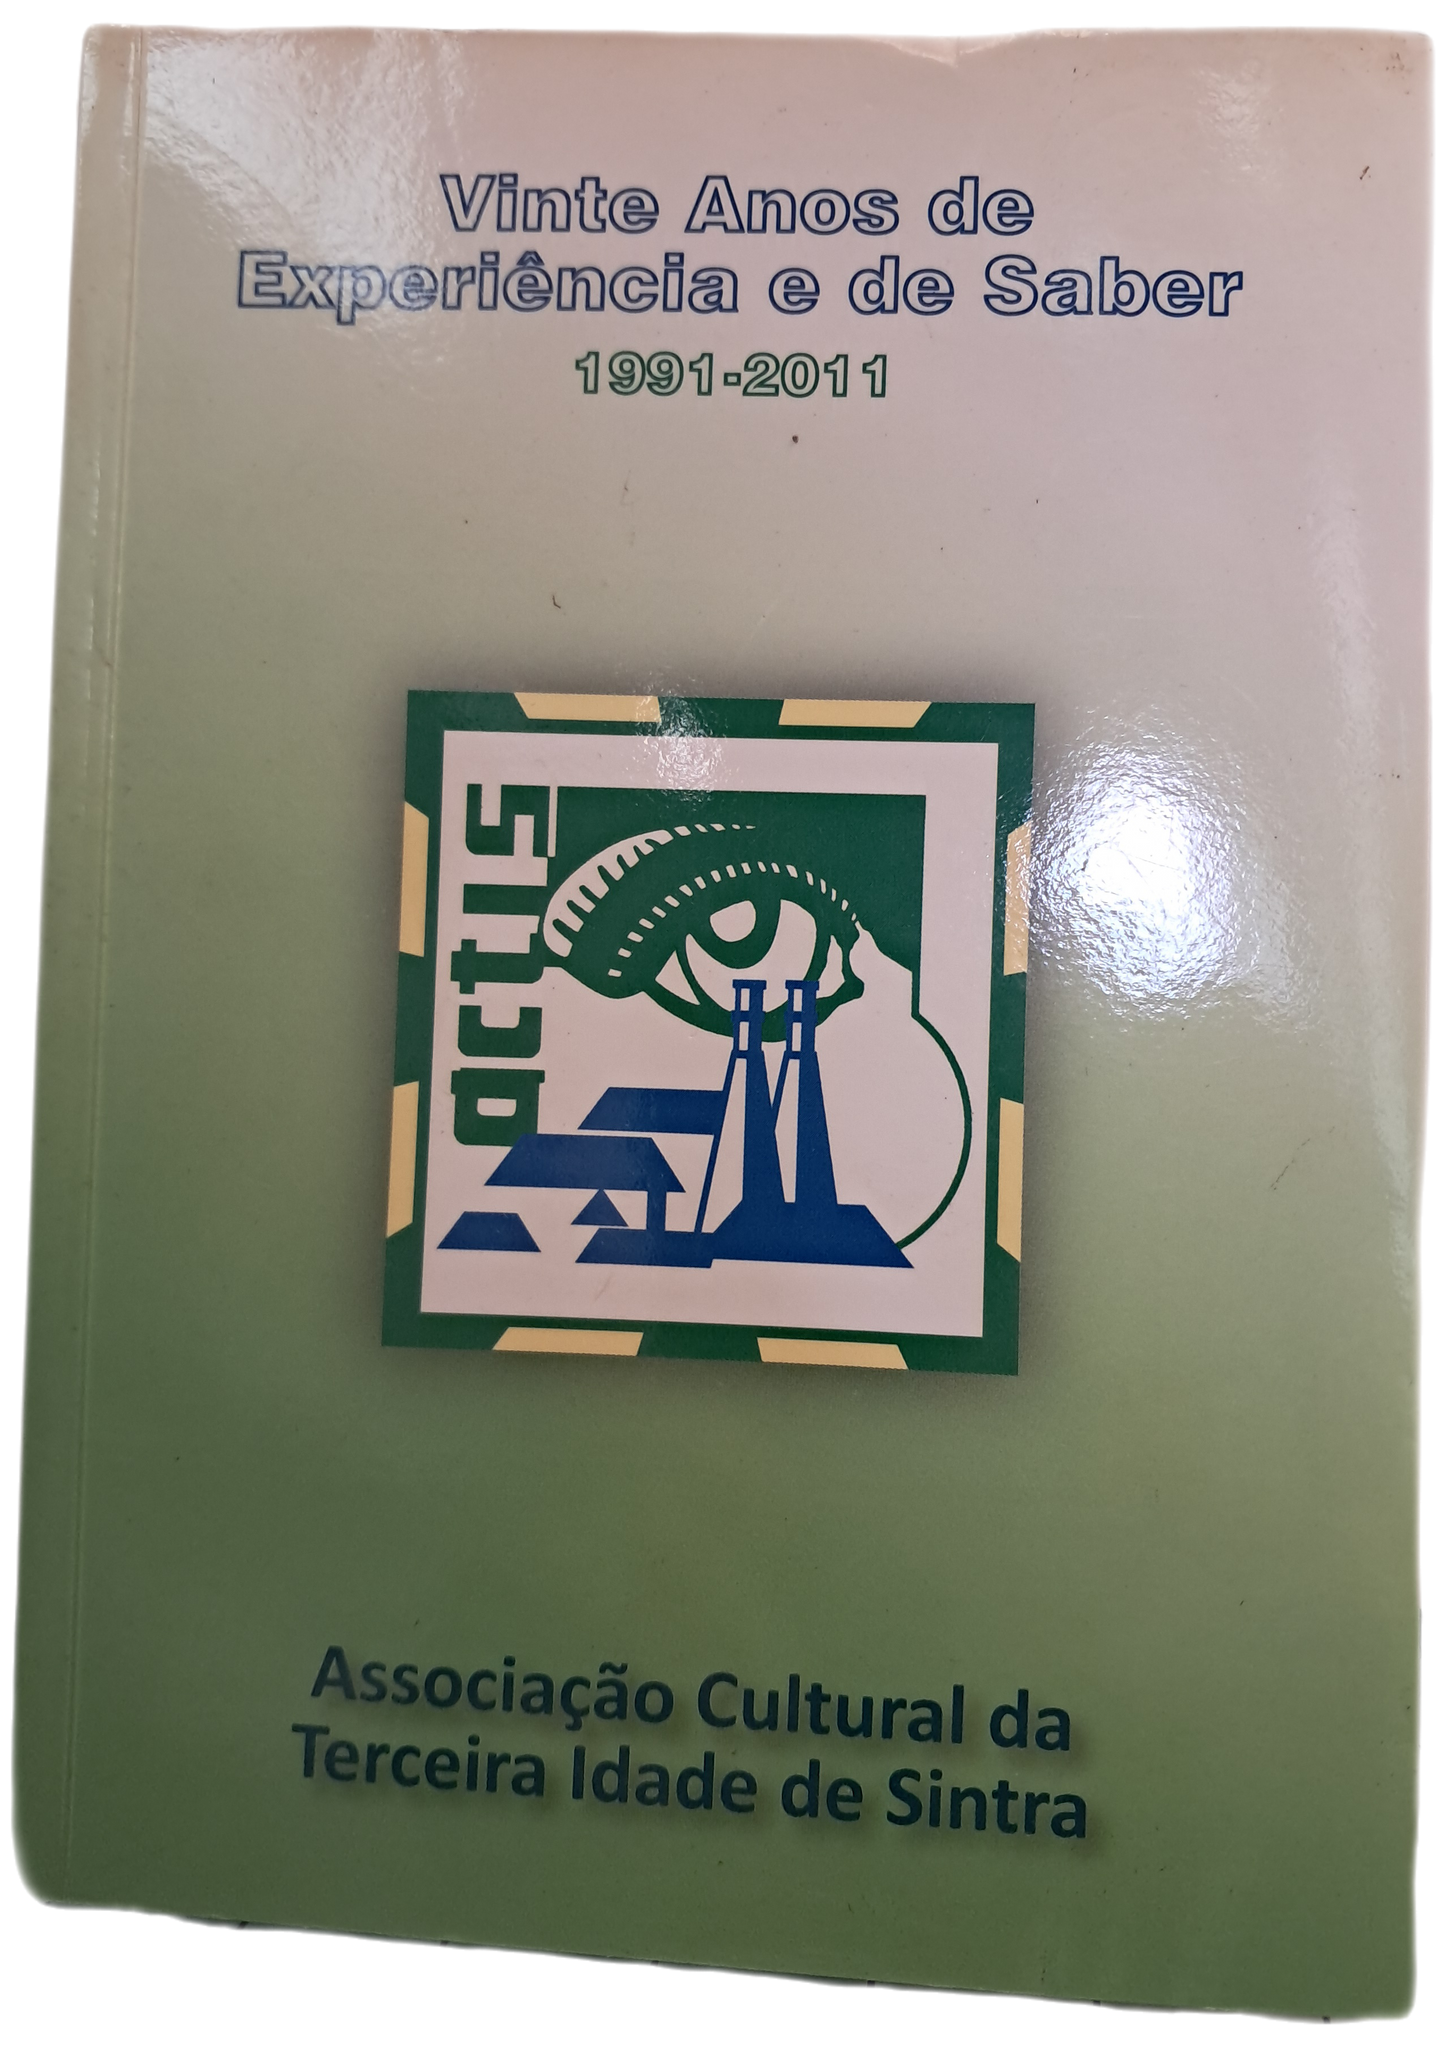 Vinte Anos de
Experiência e de Saber
1991-2011
actis
Associação Cultural da
Terceira Idade de Sintra